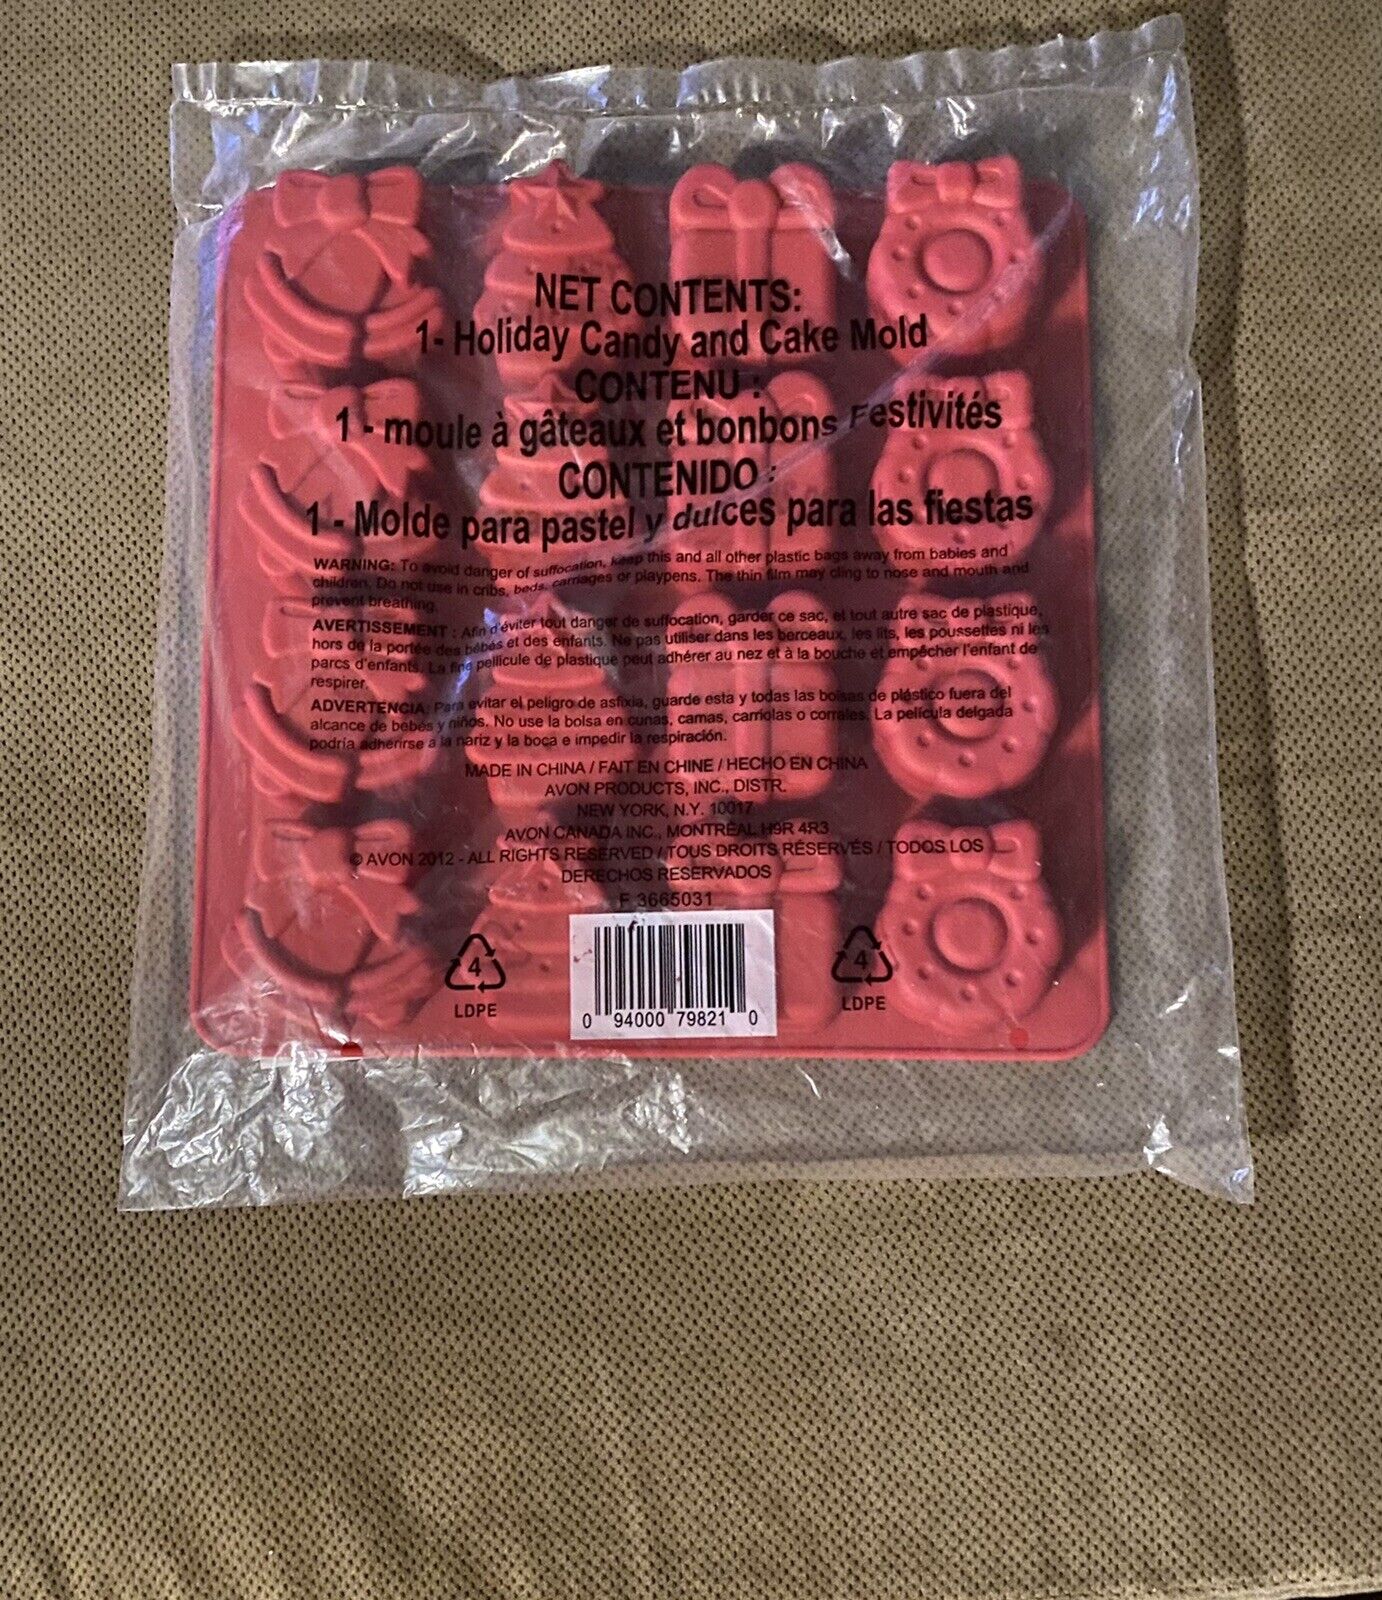 NET CONTENTS:
1- Holiday Candy and Cake Mold
CONTENU :
1 - moule à gâteaux et bonbons Festivités
CONTENIDO :
1 - Molde para pastel y dulces para las fiestas
WARNING: To avoid danger of suffocation, keep this and all other plastic bags away from babies and
children. Do not use in cribs, beds, carriages or playpens. The thin film may cling to nose and mouth and
prevent breathing.
AVERTISSEMENT : Afin d'éviter tout danger de suffocation, garder ce sac, et tout autre sac de plastique,
hors de la portée des bébés et des enfants. Ne pas utiliser dans les berceaux, les lits, les poussettes ni les
parcs d'enfants. La fine pellicule de plastique peut adhérer au nez et à la bouche et empêcher l'enfant de
respirer.
ADVERTENCIA: Para evitar el peligro de asfixia, guarde esta y todas las bolsas de plástico fuera del
alcance de bebés y niños. No use la bolsa en cunas, camas, carriolas o corrales. La película delgada
podría adherirse a la nariz y la boca e impedir la respiración.
MADE IN CHINA / FAIT EN CHINE / HECHO EN CHINA
AVON PRODUCTS, INC., DISTR.
NEW YORK, N.Y. 10017
AVON CANADA INC., MONTRÉAL H9R 4R3
© AVON 2012 - ALL RIGHTS RESERVED / TOUS DROITS RÉSERVÉS / TODOS LOS
DERECHOS RESERVADOS
F 3665031
4
LDPE
0 94000 79821 0
4
LDPE